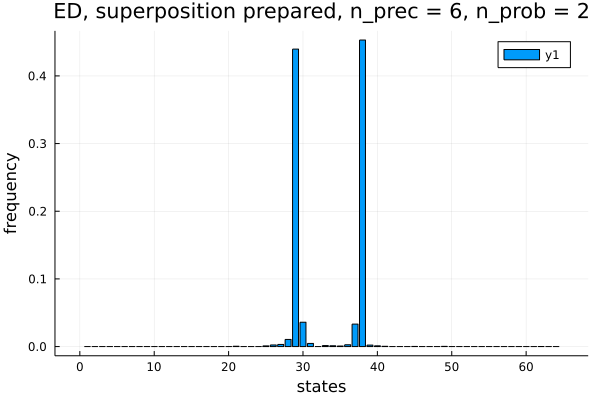 ED, superposition prepared, n_prec = 6, n_prob = 2
y1
frequency
0.4
0.3
0.2
0.1
0.0
0 10 20 30 40 50 60
states